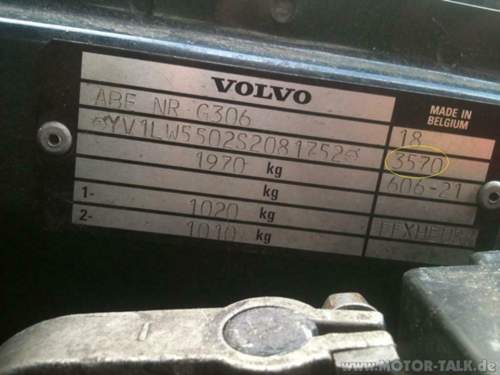 VOLVO
MADE IN BELGIUM
ABE NR G306 18
YV1LW5502S2081752 3570
1970 kg 606-21
1-
1020 kg
2- 1010 kg
www.MOTOR-TALK.de